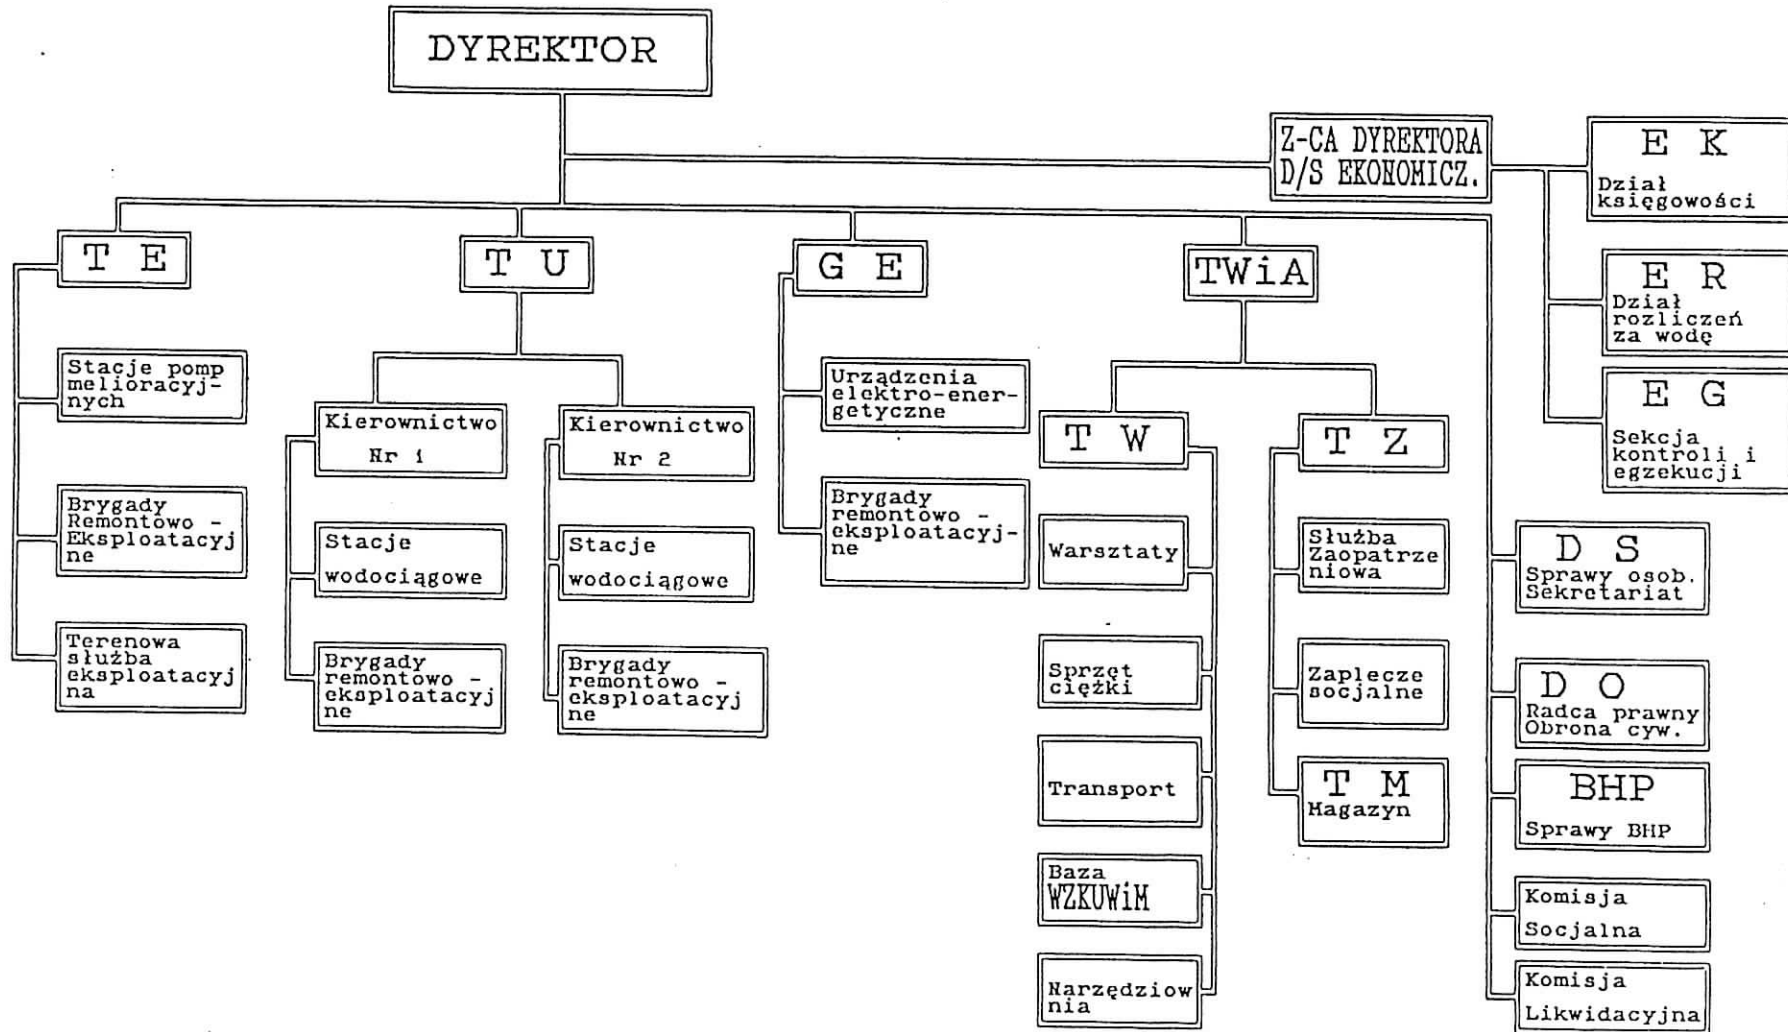 DYREKTOR
Z-CA DYREKTORA
D/S EKONOMICZ.
E K
Dział
księgowości
E R
Dział
rozliczeń
za wodę
E G
Sekcja
kontroli i
egzekucji
T E
Stacje pomp
melioracyj-
nych
Brygady
Remontowo -
Eksploatacyj
ne
Terenowa
służba
eksploatacyj
na
T U
Kierownictwo
Nr 1
Stacje
wodociągowe
Brygady
remontowo -
eksploatacyj
ne
Kierownictwo
Nr 2
Stacje
wodociągowe
Brygady
remontowo -
eksploatacyj
ne
G E
Urządzenia
elektro-ener-
getyczne
Brygady
remontowo -
eksploatacyj-
ne
TWiA
T W
Warsztaty
Sprzęt
ciężki
Transport
Baza
WZKUWiM
Narzędziow
nia
T Z
Służba
Zaopatrze
niowa
Zaplecze
socjalne
T M
Magazyn
D S
Sprawy osob.
Sekretariat
D O
Radca prawny
Obrona cyw.
BHP
Sprawy BHP
Komisja
Socjalna
Komisja
Likwidacyjna